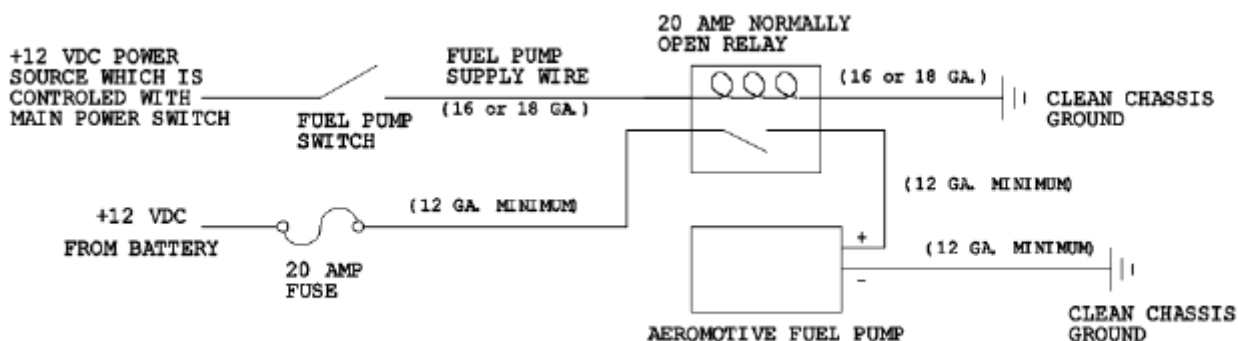 +12 VDC POWER
SOURCE WHICH IS
CONTROLED WITH
MAIN POWER SWITCH
FUEL PUMP
SWITCH
FUEL PUMP
SUPPLY WIRE
(16 or 18 GA.)
20 AMP NORMALLY
OPEN RELAY
(16 or 18 GA.)
CLEAN CHASSIS
GROUND
+12 VDC
FROM BATTERY
20 AMP
FUSE
(12 GA. MINIMUM)
(12 GA. MINIMUM)
+
-
(12 GA. MINIMUM)
AEROMOTIVE FUEL PUMP
CLEAN CHASSIS
GROUND